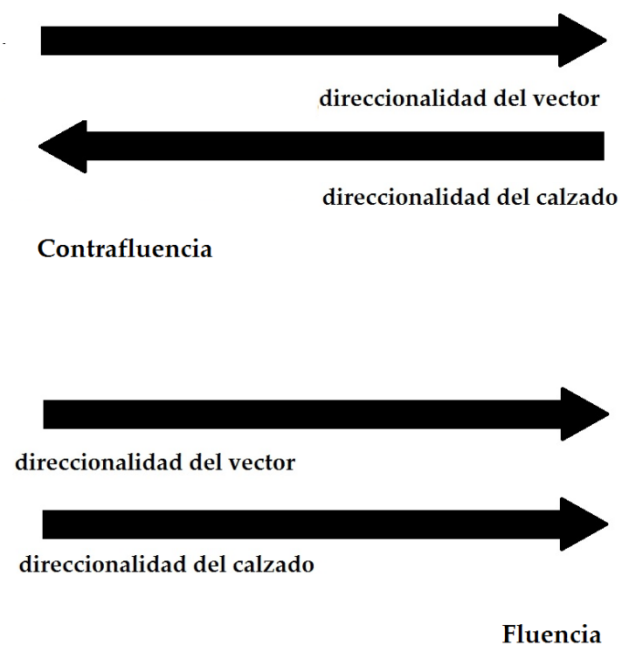 direccionalidad del vector
direccionalidad del calzado
Contrafluencia
direccionalidad del vector
direccionalidad del calzado
Fluencia